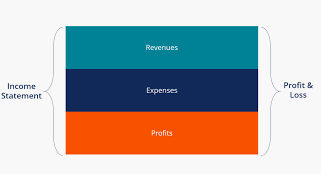 Revenues
Income
Statement
Expenses
Profit &
Loss
Profits